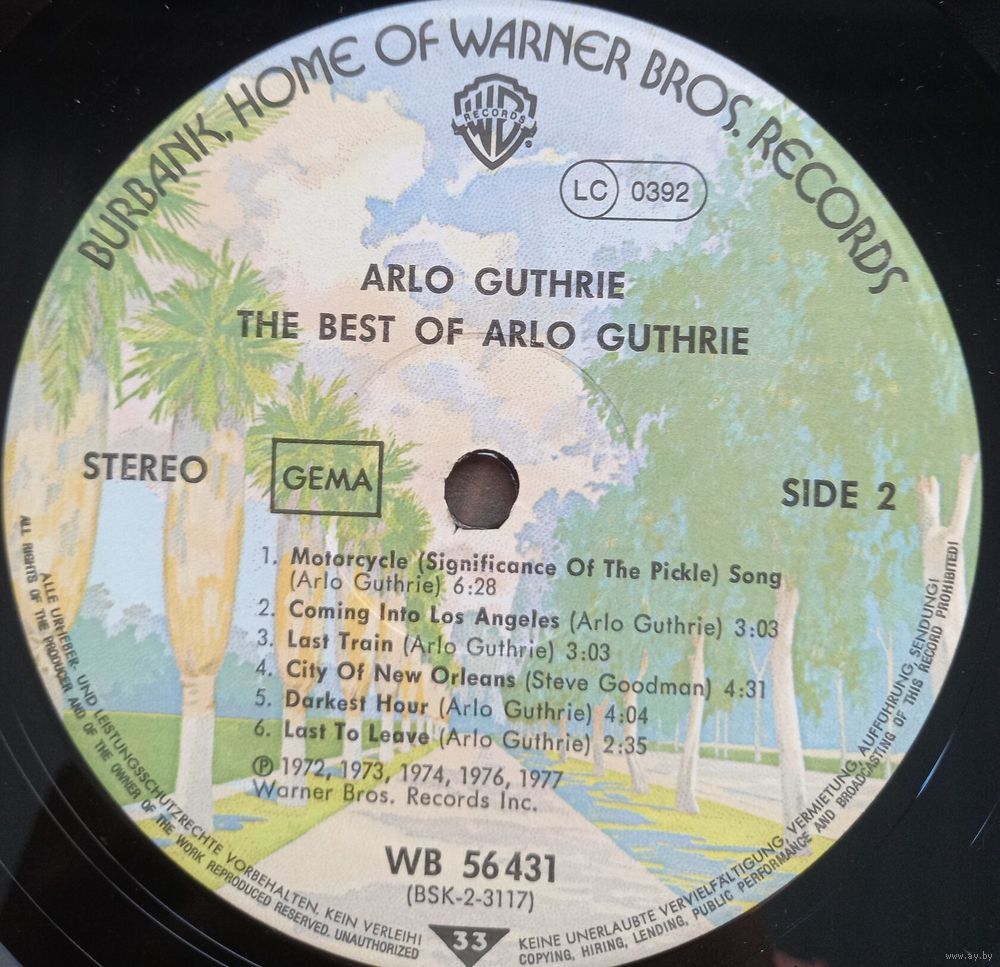 BURBANK, HOME OF WARNER BROS. RECORDS
WB
RECORDS
®
LC 0392
ARLO GUTHRIE
THE BEST OF ARLO GUTHRIE
STEREO
GEMA
SIDE 2
1. Motorcycle (Significance Of The Pickle) Song
(Arlo Guthrie) 6:28
2. Coming Into Los Angeles (Arlo Guthrie) 3:03
3. Last Train (Arlo Guthrie) 3:03
4. City Of New Orleans (Steve Goodman) 4:31
5. Darkest Hour (Arlo Guthrie) 4:04
6. Last To Leave (Arlo Guthrie) 2:35
℗ 1972, 1973, 1974, 1976, 1977
Warner Bros. Records Inc.
WB 56 431
(BSK-2-3117)
33
ALLE URHEBER- UND LEISTUNGSSCHUTZRECHTE VORBEHALTEN. KEIN VERLEIH!
KEINE UNERLAUBTE VERVIELFÄLTIGUNG, VERMIETUNG, AUFFÜHRUNG, SENDUNG!
ALL RIGHTS OF THE PRODUCER AND OF THE OWNER OF THE WORK REPRODUCED RESERVED. UNAUTHORIZED
COPYING, HIRING, LENDING, PUBLIC PERFORMANCE AND BROADCASTING OF THIS RECORD PROHIBITED!
www.ay.by